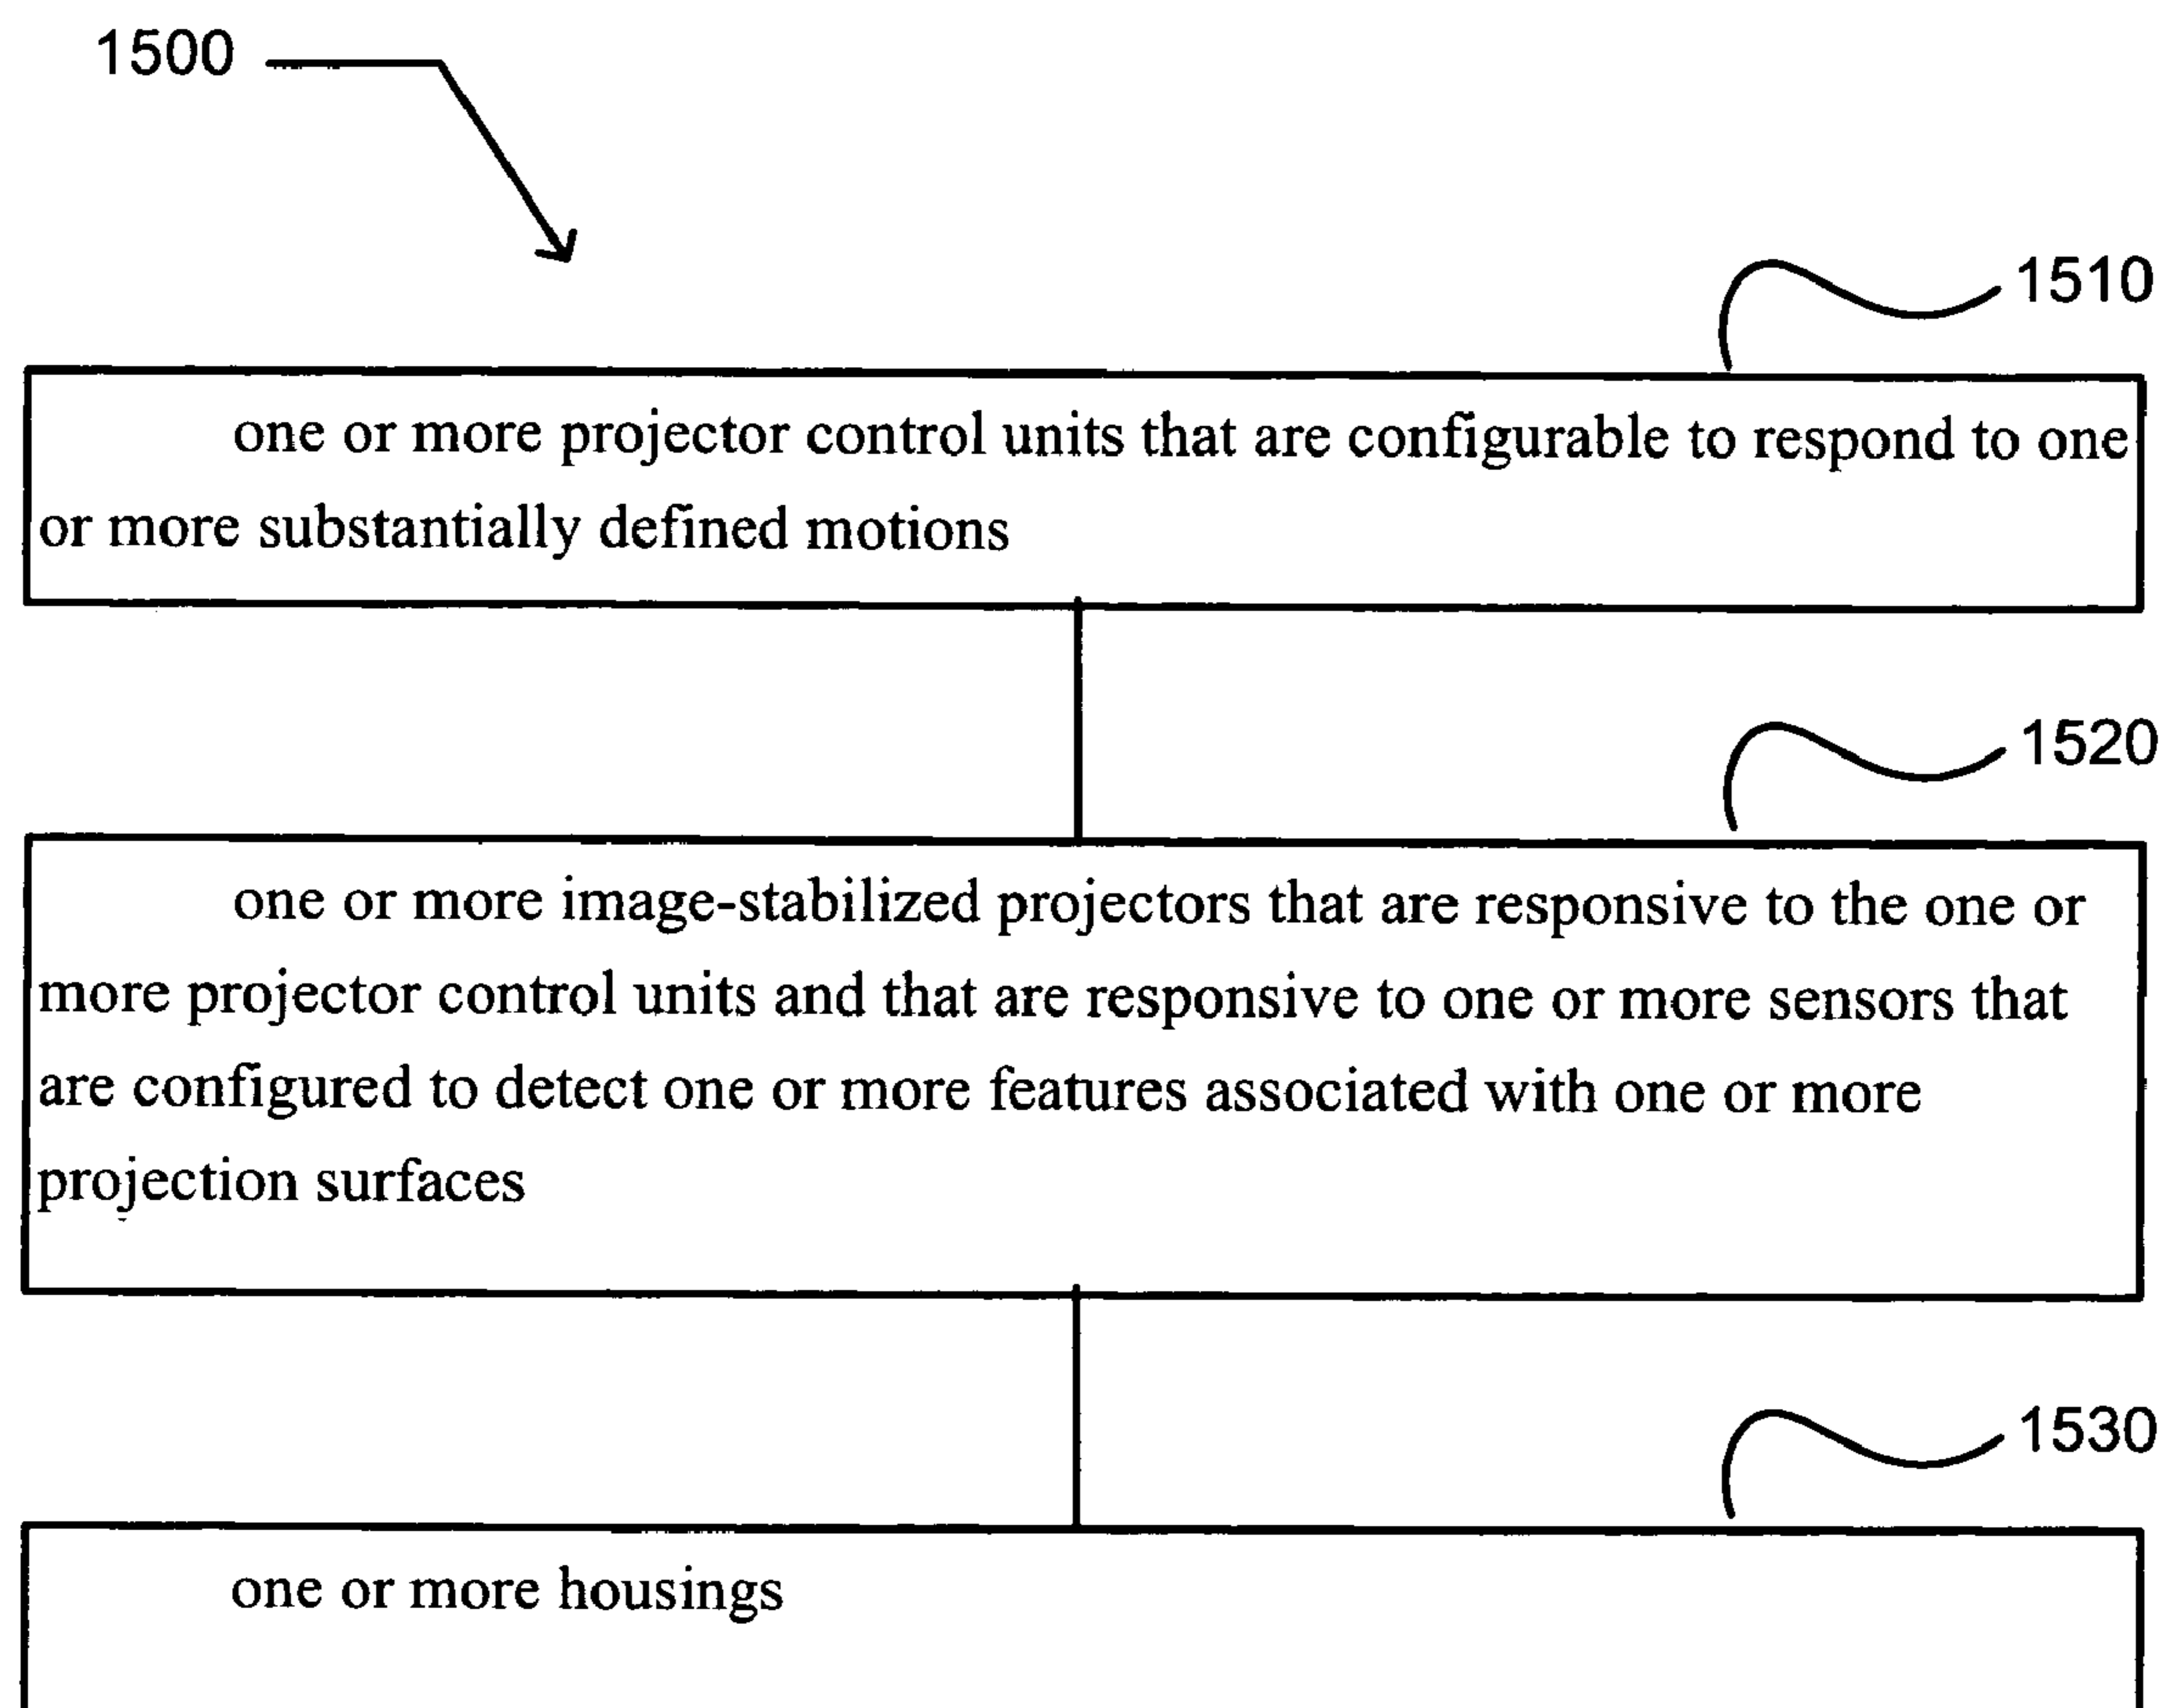 1500
1510
one or more projector control units that are configurable to respond to one
or more substantially defined motions
1520
one or more image-stabilized projectors that are responsive to the one or
more projector control units and that are responsive to one or more sensors that
are configured to detect one or more features associated with one or more
projection surfaces
1530
one or more housings